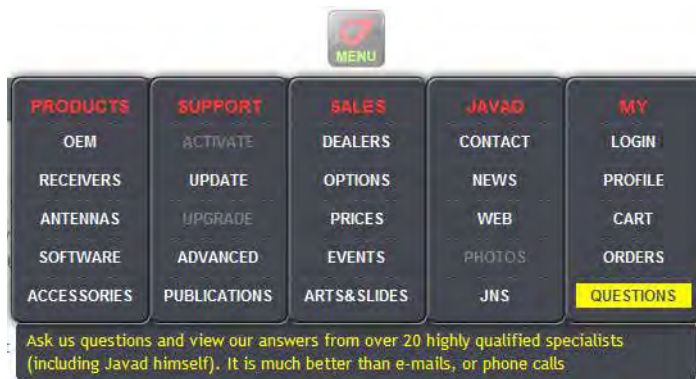 MENU
PRODUCTS SUPPORT SALES JAVAD MY
OEM ACTIVATE DEALERS CONTACT LOGIN
RECEIVERS UPDATE OPTIONS NEWS PROFILE
ANTENNAS UPGRADE PRICES WEB CART
SOFTWARE ADVANCED EVENTS PHOTOS ORDERS
ACCESSORIES PUBLICATIONS ARTS&SLIDES JNS QUESTIONS
Ask us questions and view our answers from over 20 highly qualified specialists
(including Javad himself). It is much better than e-mails, or phone calls